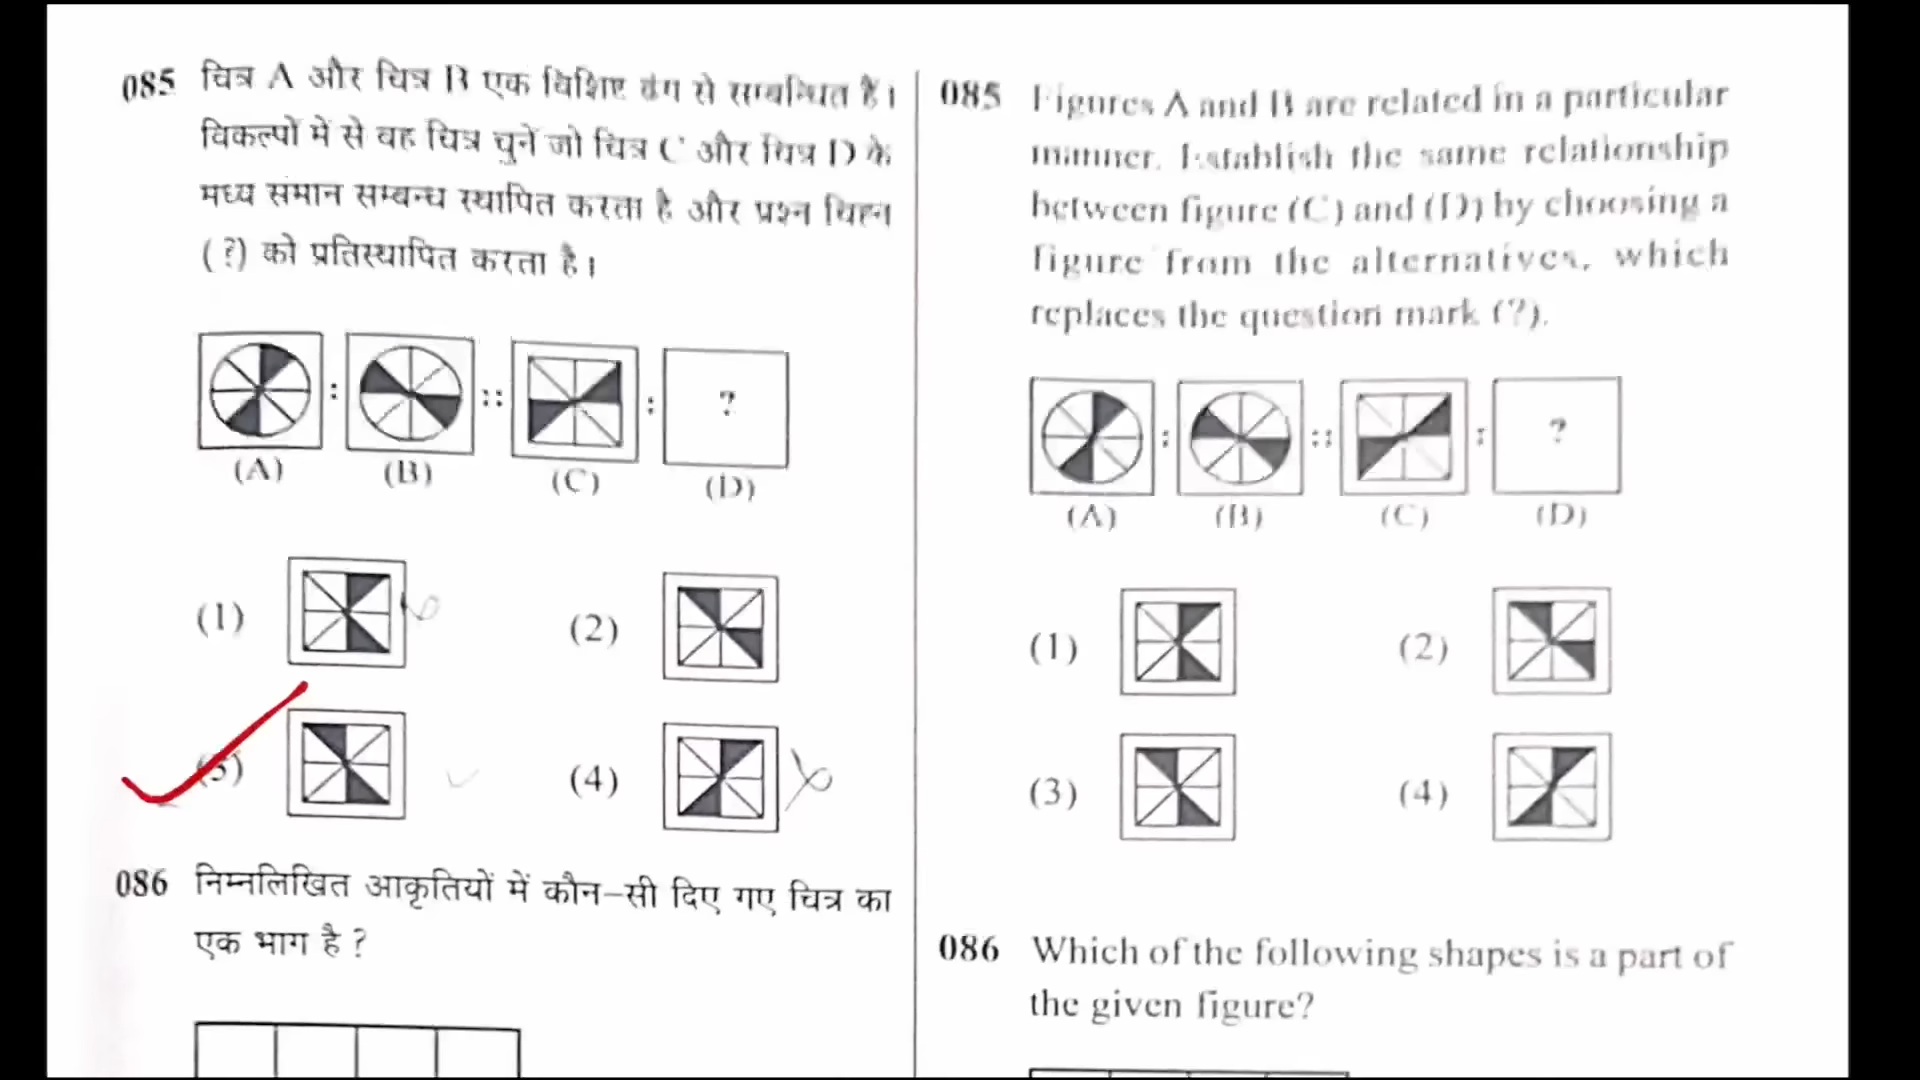 085 चित्र A और चित्र B एक विशिष्ट ढंग से सम्बन्धित है।
विकल्पों में से वह चित्र चुनें जो चित्र C और चित्र D के
मध्य समान सम्बन्ध स्थापित करता है और प्रश्न चिह्न
(?) को प्रतिस्थापित करता है।
: :: : ?
(A) (B) (C) (D)
(1) (2)
(3) (4)
086 निम्नलिखित आकृतियों में कौन-सी दिए गए चित्र का
एक भाग है ?
085 Figures A and B are related in a particular
manner. Establish the same relationship
between figure (C) and (D) by choosing a
figure from the alternatives, which
replaces the question mark (?).
: :: : ?
(A) (B) (C) (D)
(1) (2)
(3) (4)
086 Which of the following shapes is a part of
the given figure?